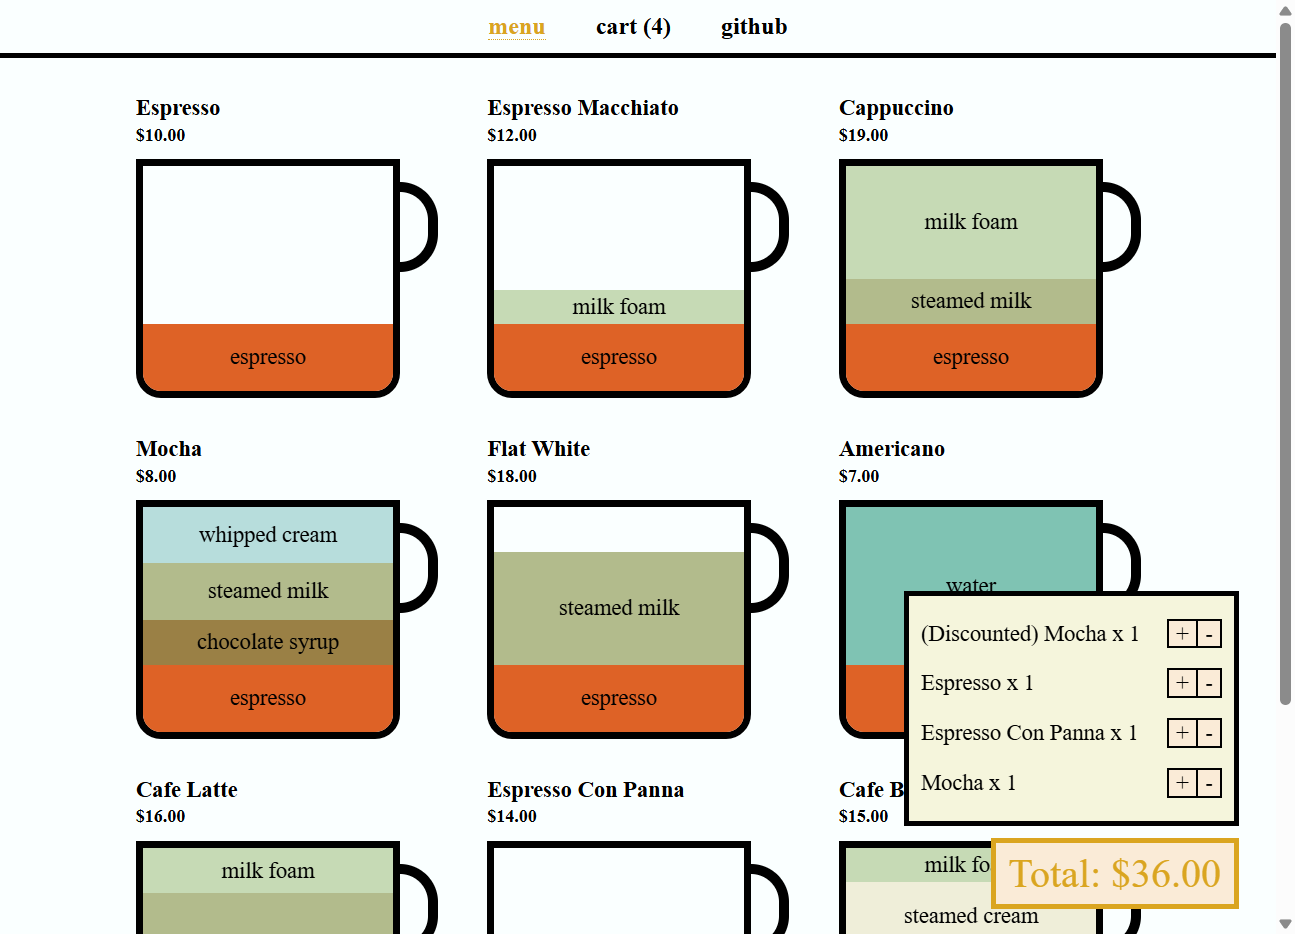 menu cart (4) github
Espresso
$10.00
espresso
Espresso Macchiato
$12.00
milk foam
espresso
Cappuccino
$19.00
milk foam
steamed milk
espresso
Mocha
$8.00
whipped cream
steamed milk
chocolate syrup
espresso
Flat White
$18.00
steamed milk
espresso
Americano
$7.00
water
Cafe Latte
$16.00
milk foam
Espresso Con Panna
$14.00
Cafe B
$15.00
milk fo
steamed cream
(Discounted) Mocha x 1 + -
Espresso x 1 + -
Espresso Con Panna x 1 + -
Mocha x 1 + -
Total: $36.00